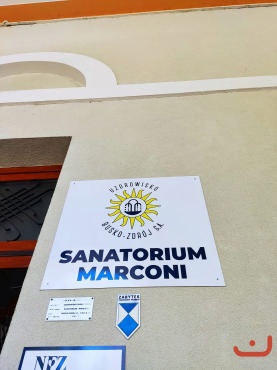 UZDROWISKO
BUSKO-ZDRÓJ S.A.
SANATORIUM
MARCONI
ZABYTEK
NFZ